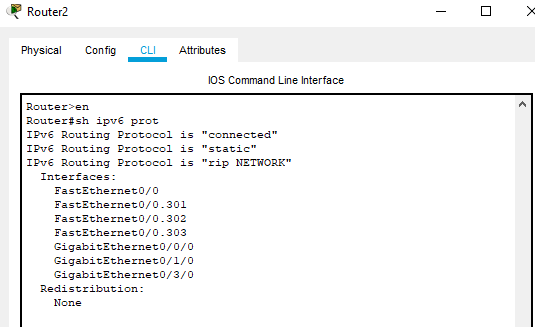 Router2
Physical Config CLI Attributes
IOS Command Line Interface
Router>en
Router#sh ipv6 prot
IPv6 Routing Protocol is "connected"
IPv6 Routing Protocol is "static"
IPv6 Routing Protocol is "rip NETWORK"
Interfaces:
FastEthernet0/0
FastEthernet0/0.301
FastEthernet0/0.302
FastEthernet0/0.303
GigabitEthernet0/0/0
GigabitEthernet0/1/0
GigabitEthernet0/3/0
Redistribution:
None